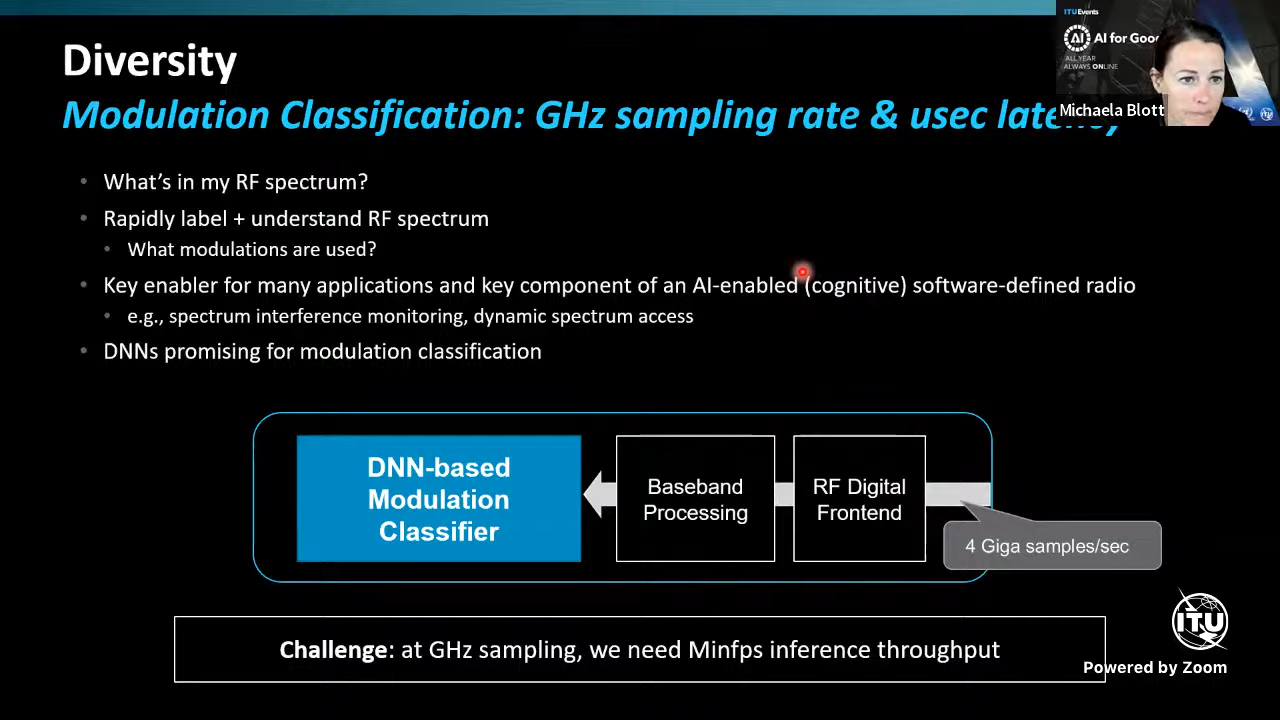 Diversity
Modulation Classification: GHz sampling rate & usec latency
What's in my RF spectrum?
Rapidly label + understand RF spectrum
What modulations are used?
Key enabler for many applications and key component of an AI-enabled (cognitive) software-defined radio
e.g., spectrum interference monitoring, dynamic spectrum access
DNNs promising for modulation classification
DNN-based
Modulation
Classifier
Baseband
Processing
RF Digital
Frontend
4 Giga samples/sec
Challenge: at GHz sampling, we need Minfps inference throughput
ITUEvents
AI
AI for Good
ALL YEAR
ALWAYS ONLINE
Michaela Blott
ITU
Powered by Zoom